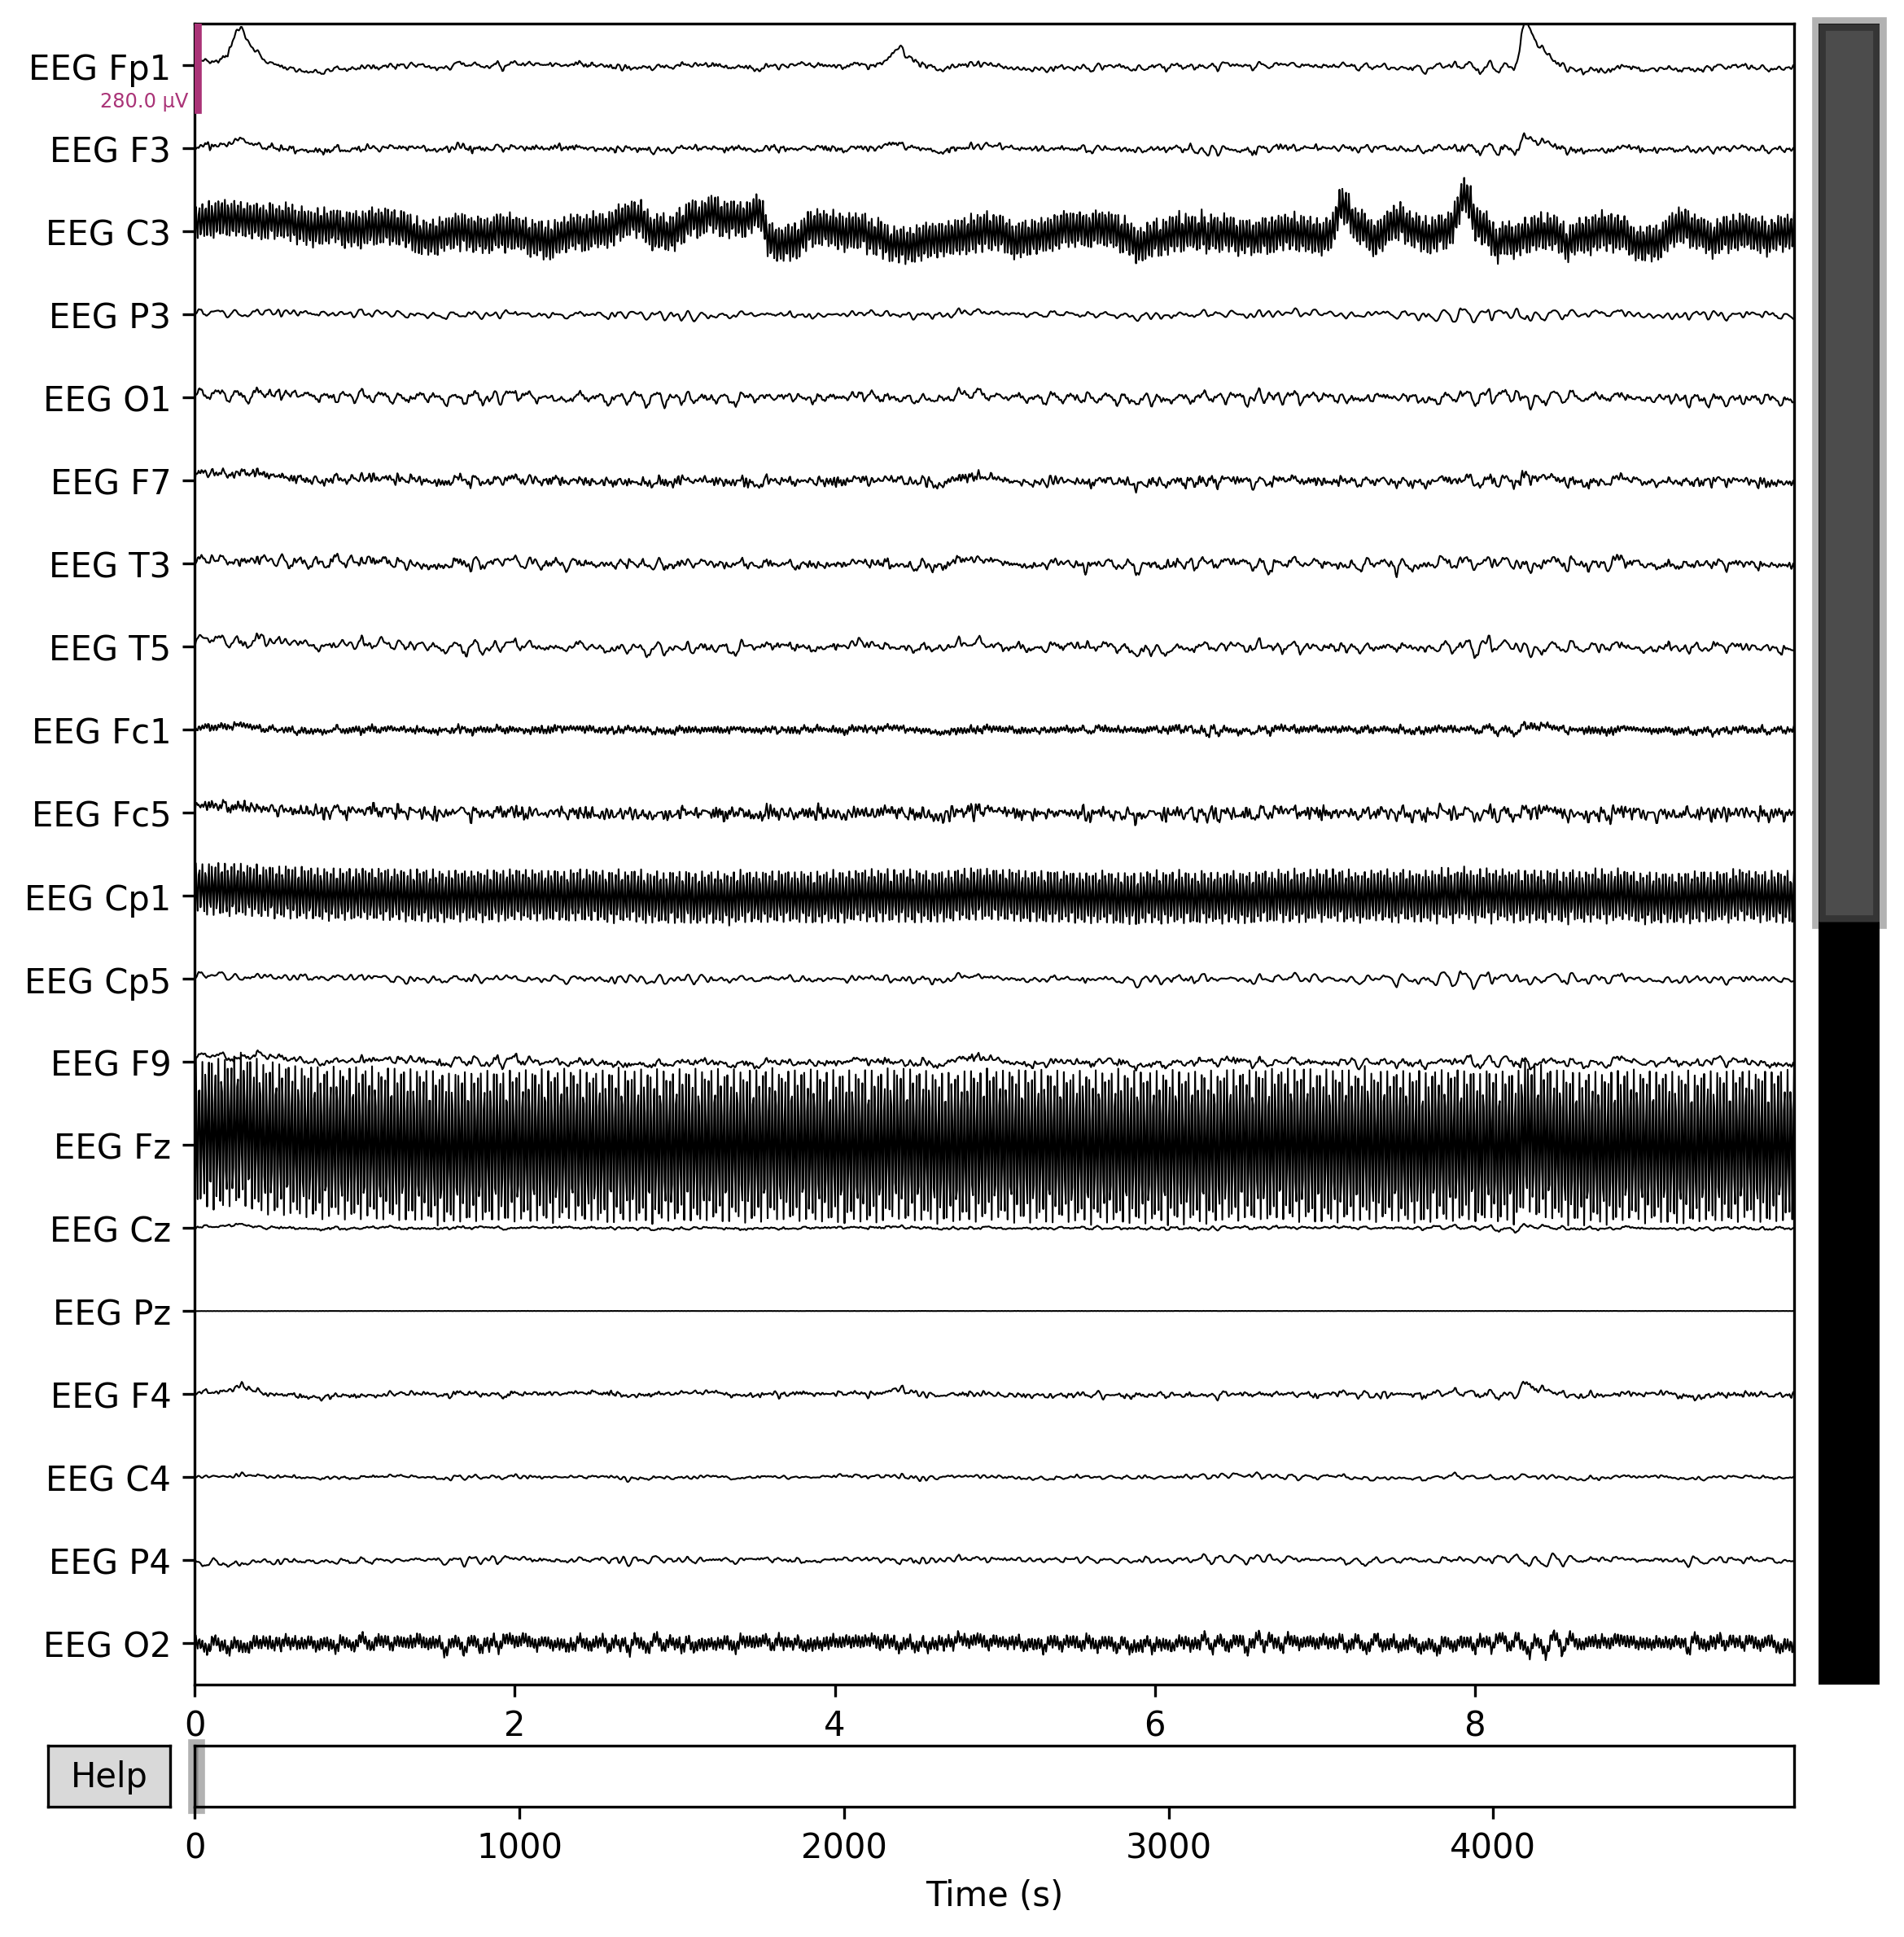 EEG Fp1
280.0 µV
EEG F3
EEG C3
EEG P3
EEG O1
EEG F7
EEG T3
EEG T5
EEG Fc1
EEG Fc5
EEG Cp1
EEG Cp5
EEG F9
EEG Fz
EEG Cz
EEG Pz
EEG F4
EEG C4
EEG P4
EEG O2
0 2 4 6 8
Help
0 1000 2000 3000 4000
Time (s)